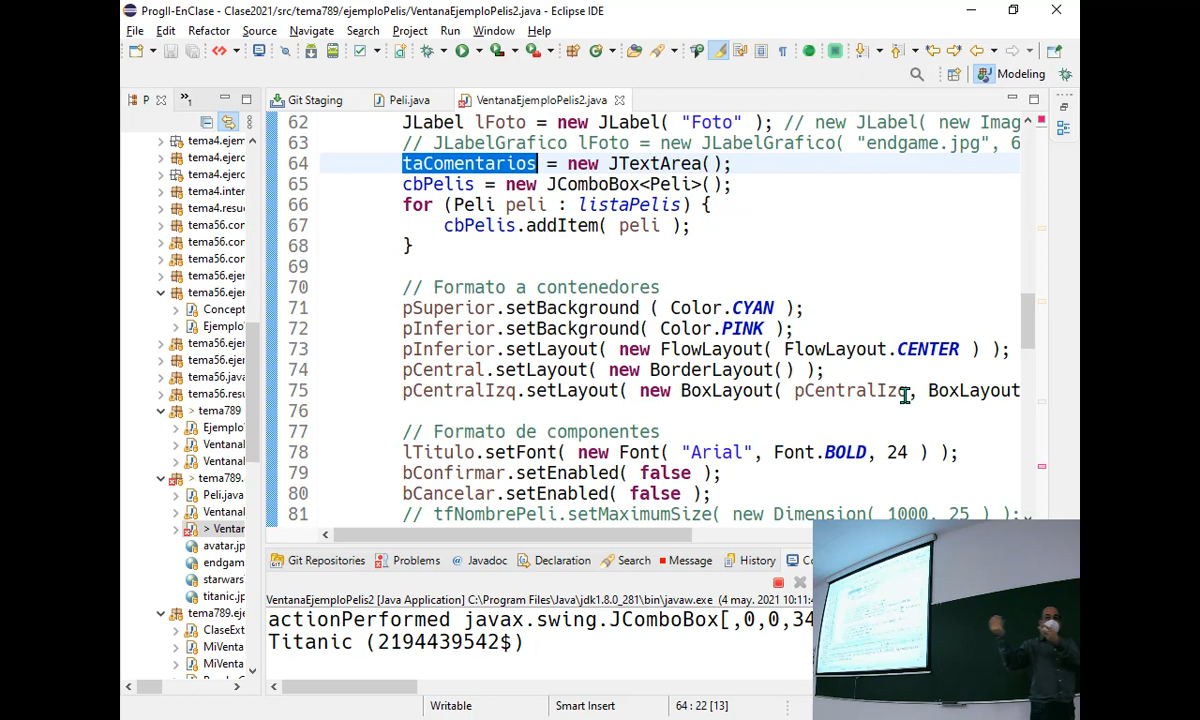 ProgII-EnClase - Clase2021/src/tema789/ejemploPelis/VentanaEjemploPelis2.java - Eclipse IDE
File Edit Refactor Source Navigate Search Project Run Window Help
Modeling
P
Git Staging Peli.java VentanaEjemploPelis2.java
tema4.ejem
tema4.ejerc
tema4.ejerc
tema4.inter
tema4.resu
tema56.con
tema56.cor
tema56.con
tema56.ejer
tema56.ejer
Concept
Ejemplo
tema56.ejer
tema56.ejer
tema56.java
tema56.resu
> tema789
Ejemplo
Ventanal
Ventanal
> tema789.
Peli.java
Ventana
> Ventar
avatar.jp
endgam
starwars
titanic.jp
tema789.eje
ClaseExt
MiVenta
MiVenta
62 JLabel lFoto = new JLabel( "Foto" ); // new JLabel( new Imag
63 // JLabelGrafico lFoto = new JLabelGrafico( "endgame.jpg", 6
64 taComentarios = new JTextArea();
65 cbPelis = new JComboBox<Peli>();
66 for (Peli peli : listaPelis) {
67 cbPelis.addItem( peli );
68 }
69
70 // Formato a contenedores
71 pSuperior.setBackground ( Color.CYAN );
72 pInferior.setBackground( Color.PINK );
73 pInferior.setLayout( new FlowLayout( FlowLayout.CENTER ) );
74 pCentral.setLayout( new BorderLayout() );
75 pCentralIzq.setLayout( new BoxLayout( pCentralIzq, BoxLayout
76
77 // Formato de componentes
78 lTitulo.setFont( new Font( "Arial", Font.BOLD, 24 ) );
79 bConfirmar.setEnabled( false );
80 bCancelar.setEnabled( false );
81 // tfNombrePeli.setMaximumSize( new Dimension( 1000, 25 ) );
Git Repositories Problems Javadoc Declaration Search Message History Co
VentanaEjemploPelis2 [Java Application] C:\Program Files\Java\jdk1.8.0_281\bin\javaw.exe (4 may. 2021 10:11:4
actionPerformed javax.swing.JComboBox[,0,0,34
Titanic (2194439542$)
Writable Smart Insert 64 : 22 [13]